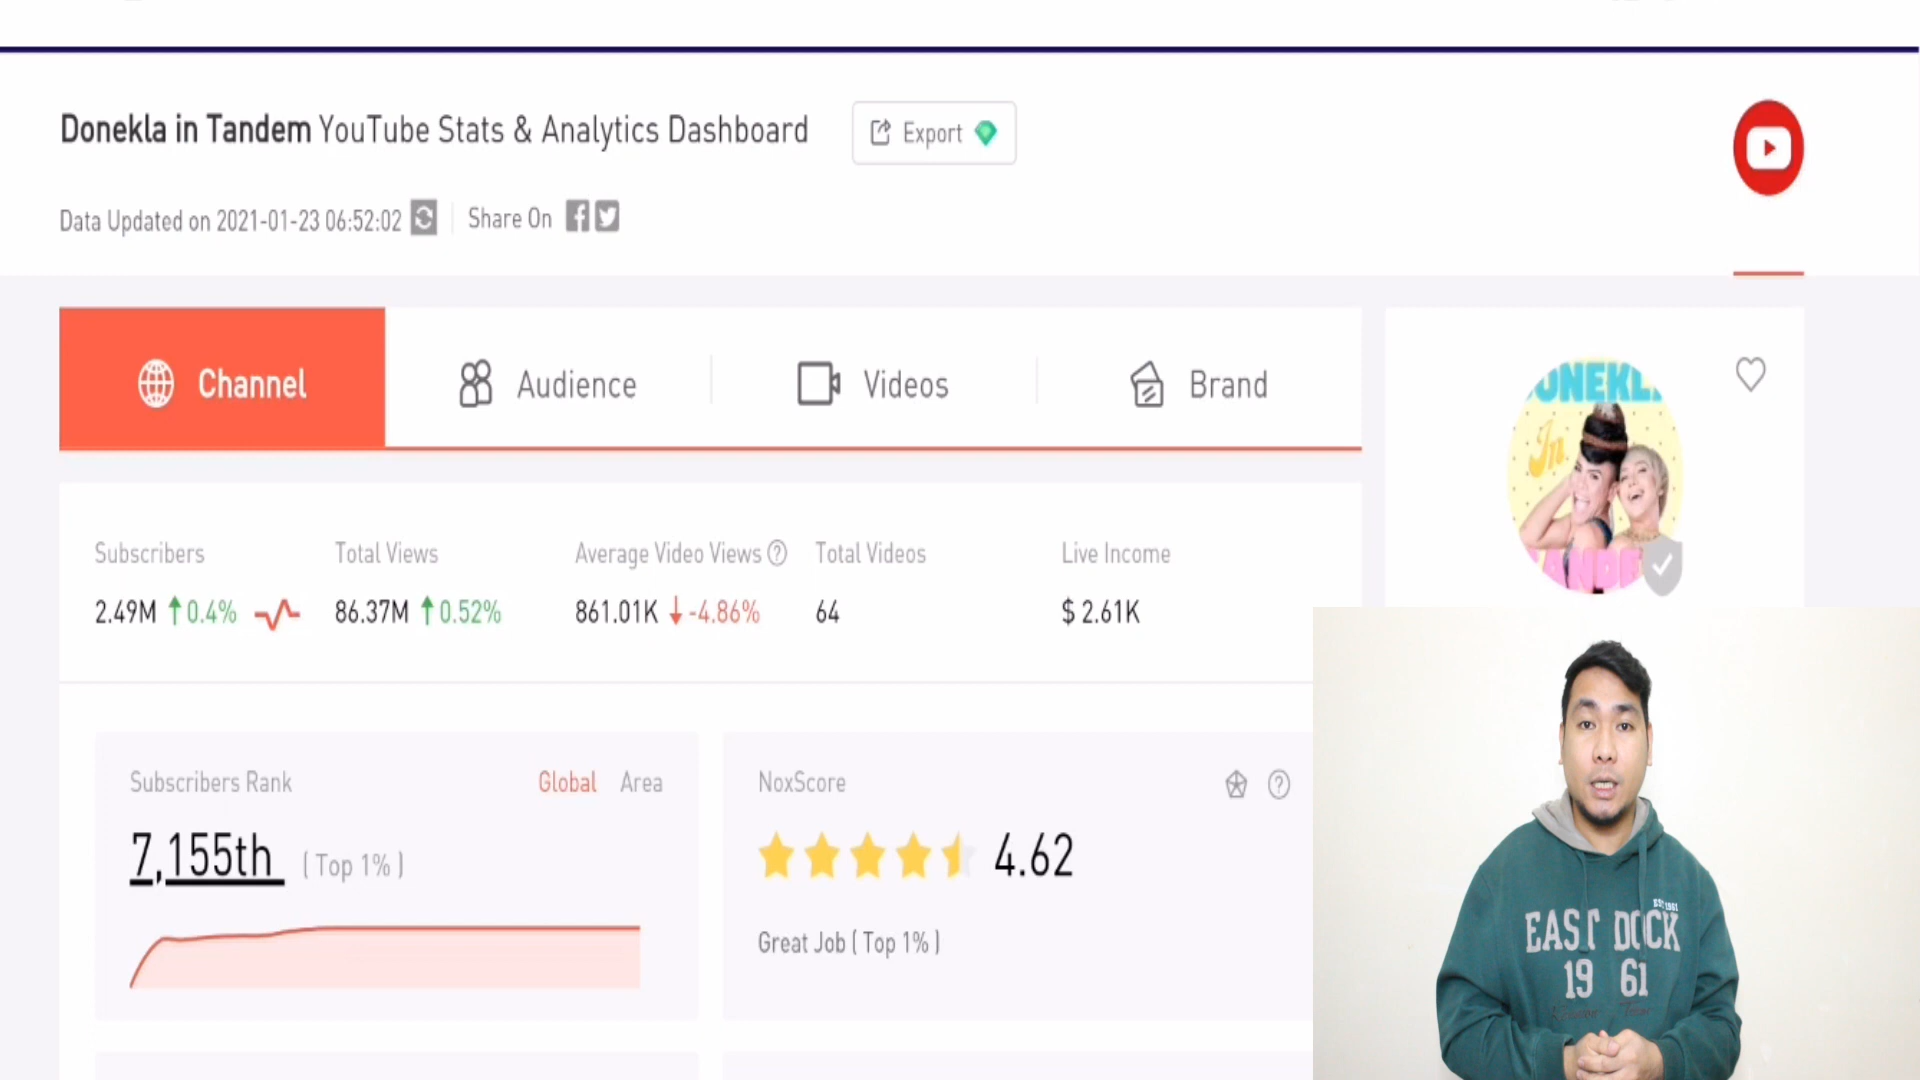 Donekla in Tandem YouTube Stats & Analytics Dashboard
Export
Data Updated on 2021-01-23 06:52:02
Share On
Channel
Audience
Videos
Brand
DONEKLA
In
TANDEM
Subscribers
Total Views
Average Video Views
Total Videos
Live Income
2.49M 0.4%
86.37M 0.52%
861.01K -4.86%
64
$ 2.61K
Subscribers Rank
Global
Area
7,155th ( Top 1% )
NoxScore
4.62
Great Job ( Top 1% )
EAST DOCK
19 61